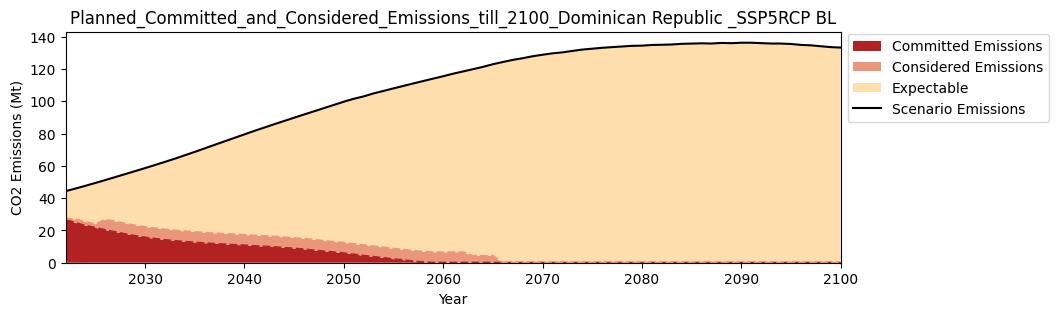 Planned_Committed_and_Considered_Emissions_till_2100_Dominican Republic _SSP5RCP BL
CO2 Emissions (Mt)
140
120
100
80
60
40
20
0
2030 2040 2050 2060 2070 2080 2090 2100
Year
Committed Emissions
Considered Emissions
Expectable
Scenario Emissions